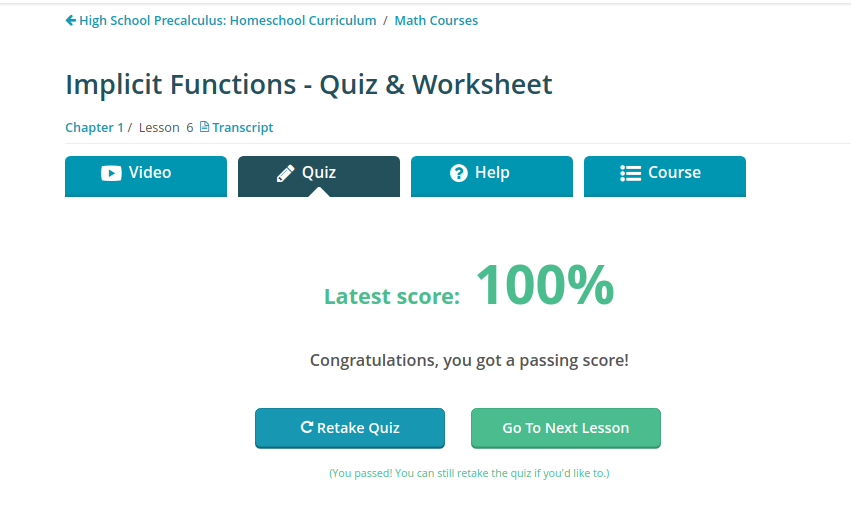 High School Precalculus: Homeschool Curriculum / Math Courses
Implicit Functions - Quiz & Worksheet
Chapter 1 / Lesson 6 Transcript
Video Quiz Help Course
Latest score: 100%
Congratulations, you got a passing score!
Retake Quiz Go To Next Lesson
(You passed! You can still retake the quiz if you'd like to.)